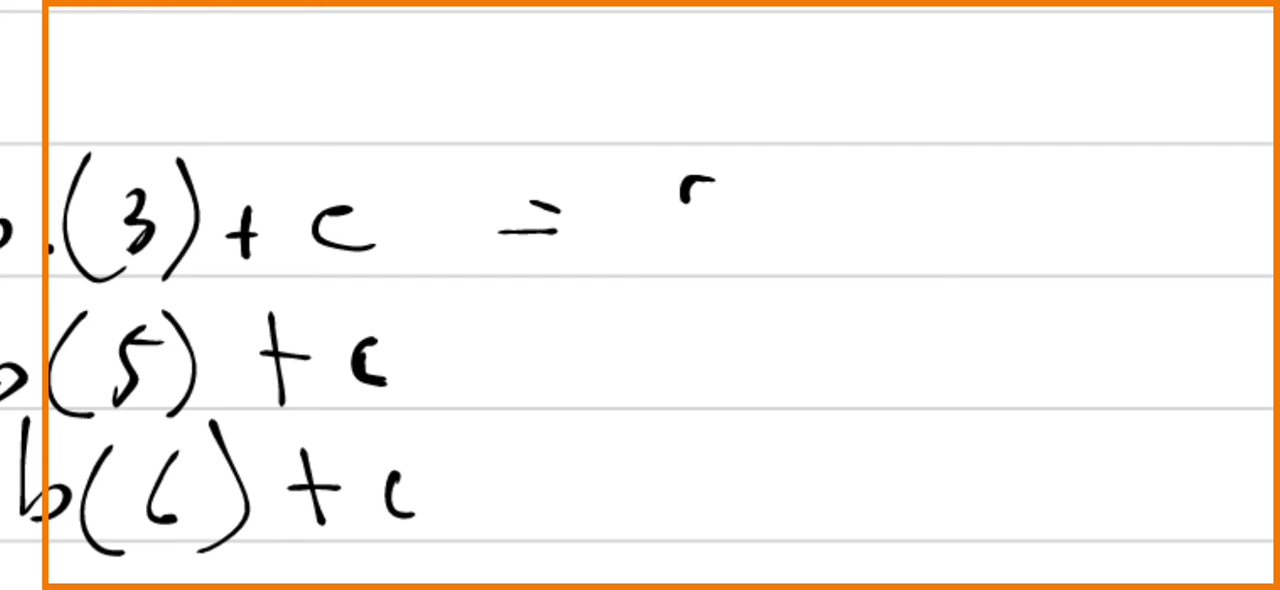 b.(3) + c = r
b(5) + c
b(6) + c